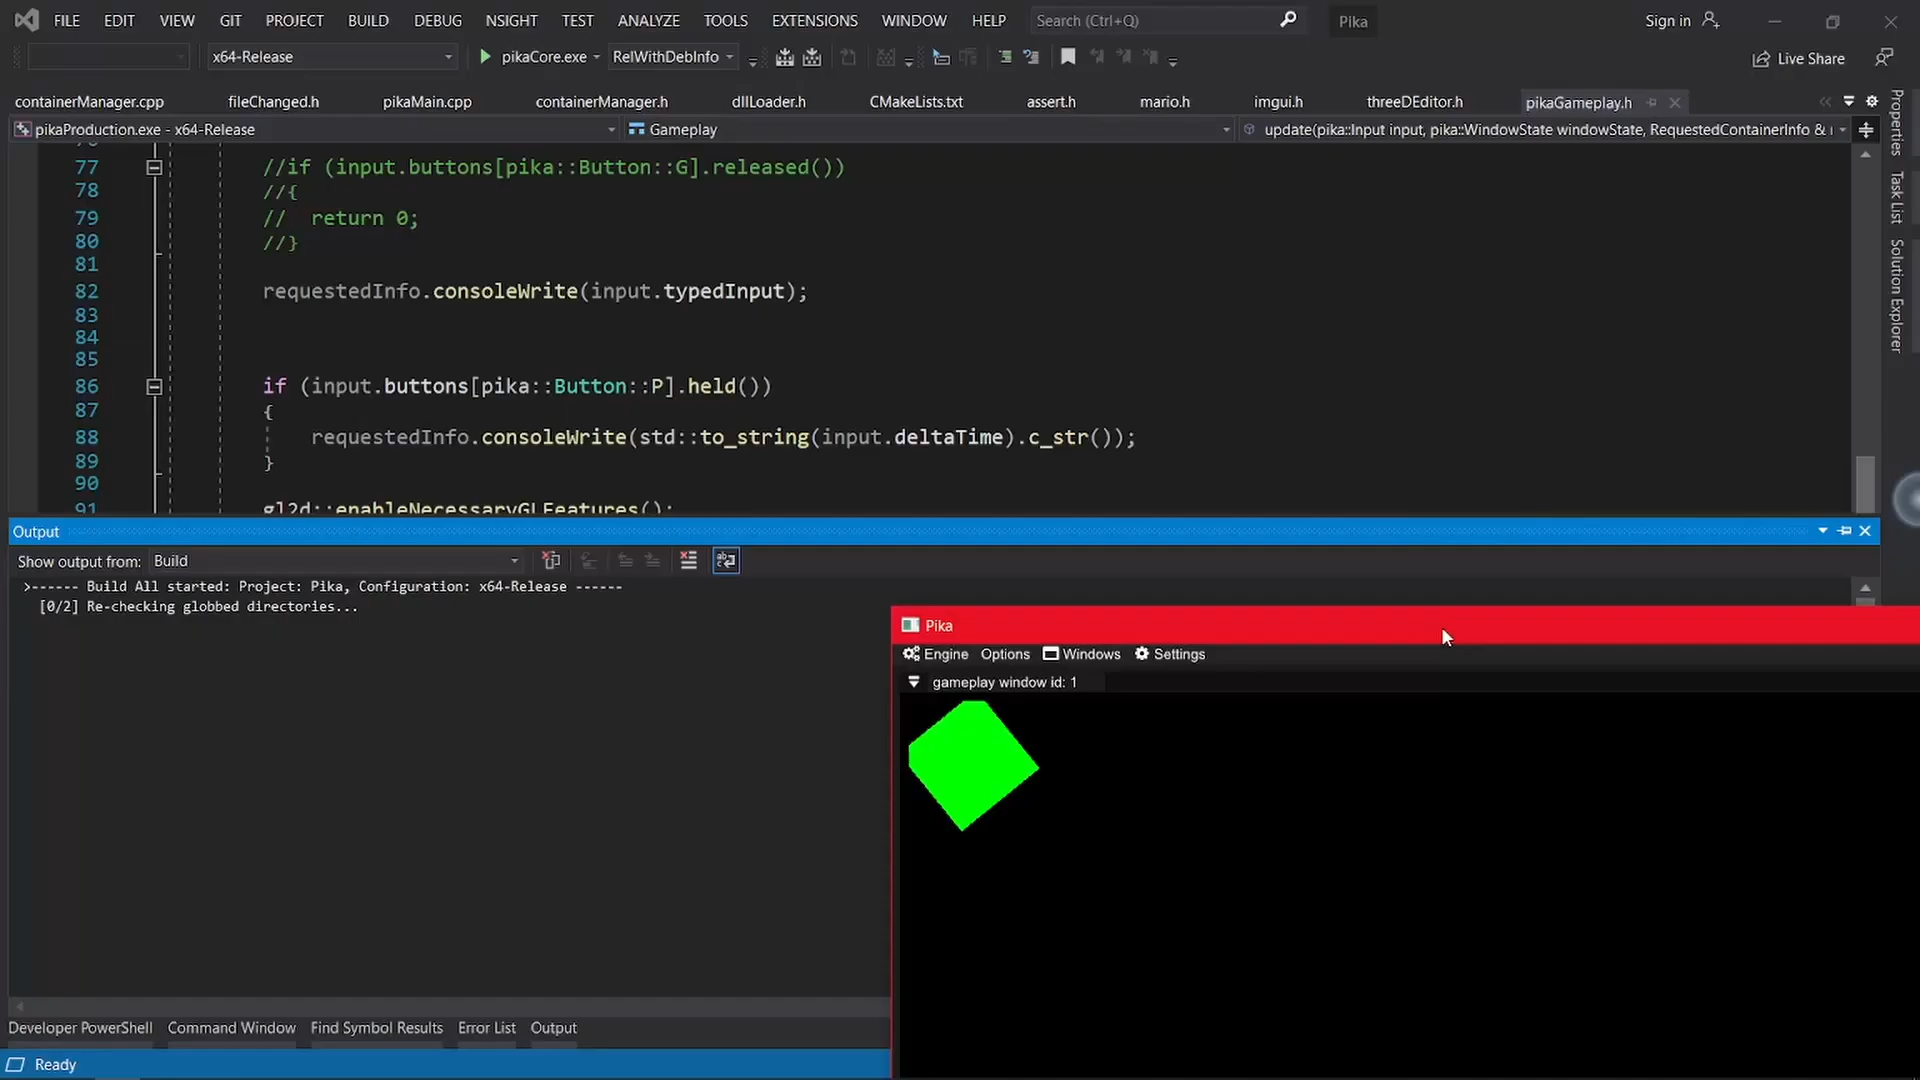 FILE EDIT VIEW GIT PROJECT BUILD DEBUG NSIGHT TEST ANALYZE TOOLS EXTENSIONS WINDOW HELP Search (Ctrl+Q) Pika Sign in
x64-Release pikaCore.exe RelWithDebInfo Live Share
containerManager.cpp fileChanged.h pikaMain.cpp containerManager.h dllLoader.h CMakeLists.txt assert.h mario.h imgui.h threeDEditor.h pikaGameplay.h
pikaProduction.exe - x64-Release Gameplay update(pika::Input input, pika::WindowState windowState, RequestedContainerInfo &
77 //if (input.buttons[pika::Button::G].released())
78 //{
79 // return 0;
80 //}
81
82 requestedInfo.consoleWrite(input.typedInput);
83
84
85
86 if (input.buttons[pika::Button::P].held())
87 {
88 requestedInfo.consoleWrite(std::to_string(input.deltaTime).c_str());
89 }
90
91 gl2d::enableNecessaryGLFeatures();
Properties
Task List
Solution Explorer
Output
Show output from: Build
>------ Build All started: Project: Pika, Configuration: x64-Release ------
[0/2] Re-checking globbed directories...
Pika
Engine Options Windows Settings
gameplay window id: 1
Developer PowerShell Command Window Find Symbol Results Error List Output
Ready